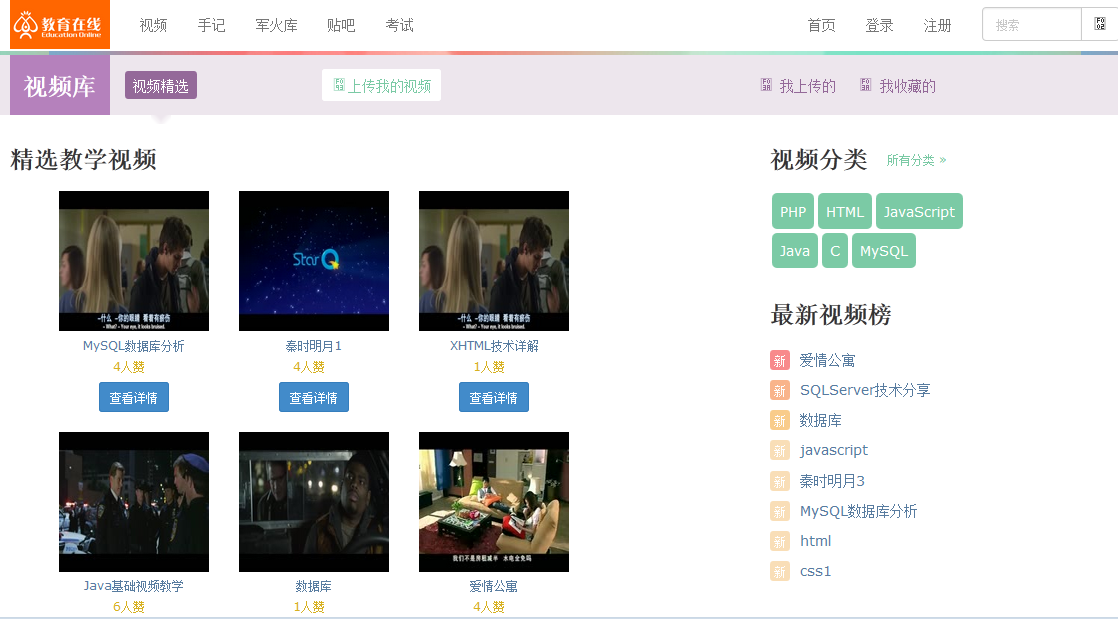 教育在线
Education Online
视频 手记 军火库 贴吧 考试 首页 登录 注册 搜索
视频库 视频精选 上传我的视频 我上传的 我收藏的
精选教学视频
Star Q
-什么 -你的眼睛 看着有瘀伤
- What? - Your eye, it looks bruised.
-什么 -你的眼睛 看着有瘀伤
- What? - Your eye, it looks bruised.
MySQL数据库分析 秦时明月1 XHTML技术详解
4人赞 4人赞 1人赞
查看详情 查看详情 查看详情
我们不是房租减半 水电全免吗
Java基础视频教学 数据库 爱情公寓
6人赞 1人赞 4人赞
视频分类 所有分类 »
PHP HTML JavaScript
Java C MySQL
最新视频榜
新 爱情公寓
新 SQLServer技术分享
新 数据库
新 javascript
新 秦时明月3
新 MySQL数据库分析
新 html
新 css1